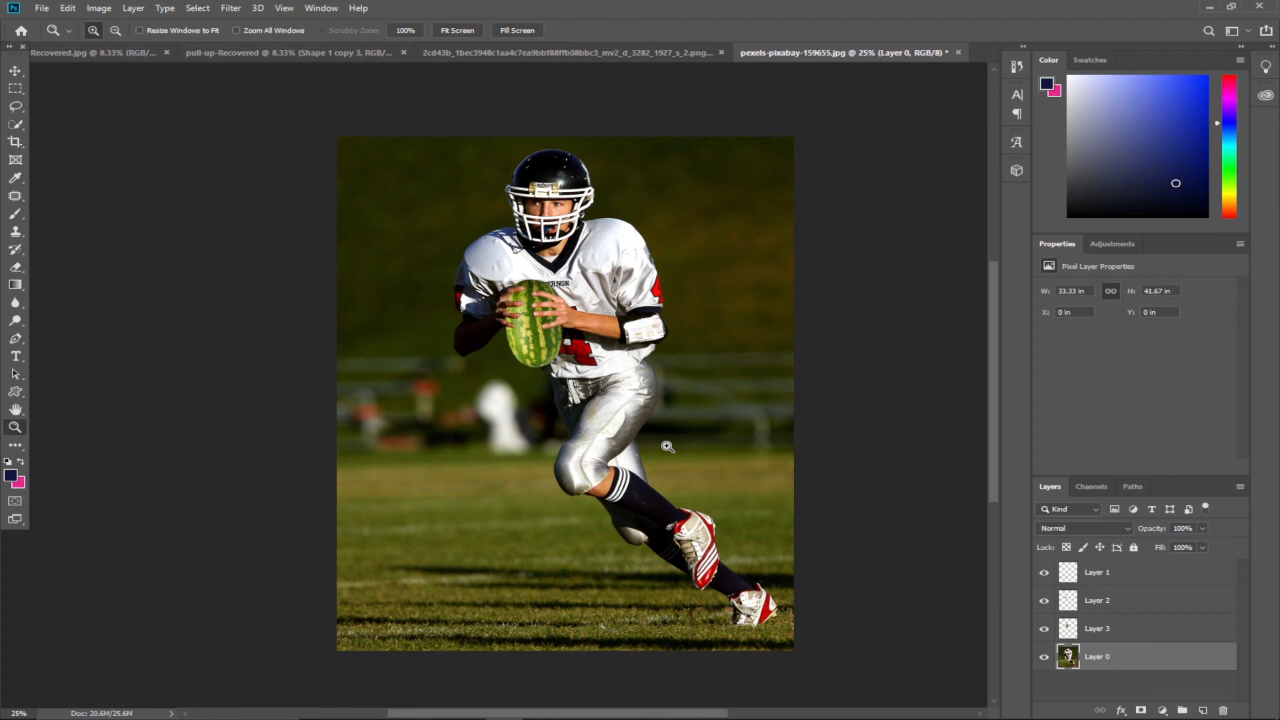 File Edit Image Layer Type Select Filter 3D View Window Help
Resize Windows to Fit Zoom All Windows Scrubby Zoom 100% Fit Screen Fill Screen
Recovered.jpg @ 8.33% (RGB/... × pull-up-Recovered @ 8.33% (Shape 1 copy 3, RGB/... × 2cd43b_1bec3948c1aa4c7ea9bbf88ffb08bbc3_mv2_d_3282_1927_s_2.png... × pexels-pixabay-159655.jpg @ 25% (Layer 0, RGB/8) * ×
Color Swatches
Properties Adjustments
Pixel Layer Properties
W: 33.33 in H: 41.67 in
X: 0 in Y: 0 in
Layers Channels Paths
Kind
Normal Opacity: 100%
Lock: Fill: 100%
Layer 1
Layer 2
Layer 3
Layer 0
25% Doc: 20.6M/25.6M